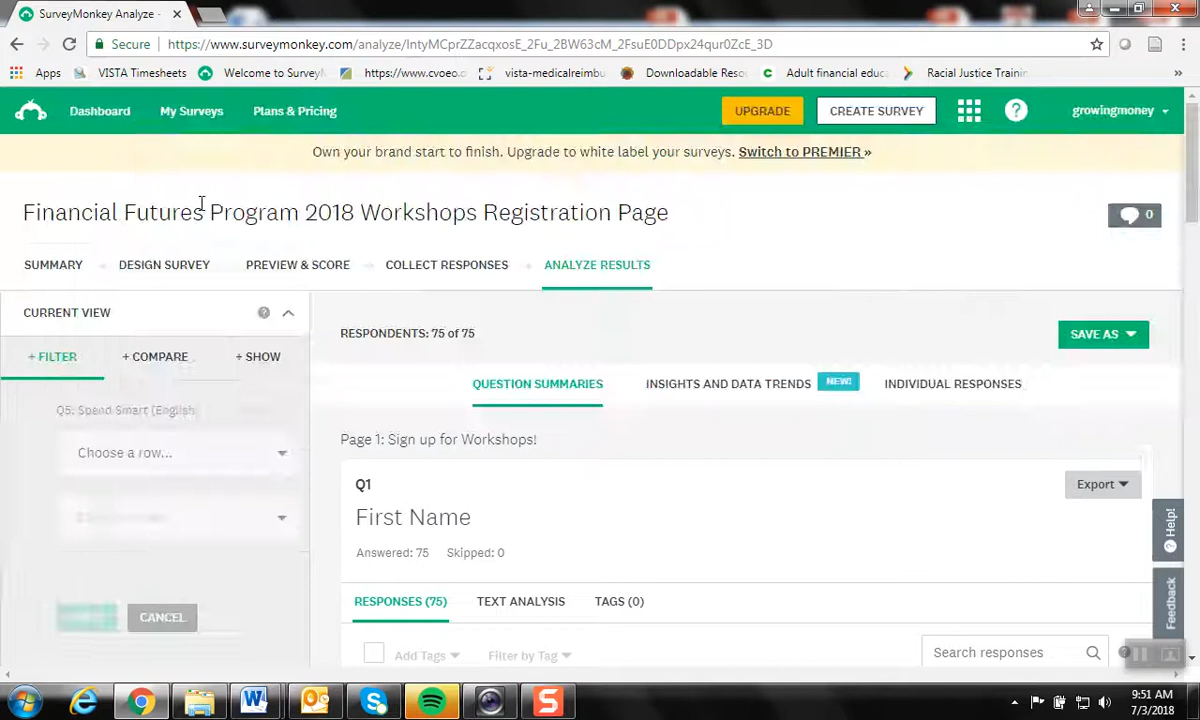 SurveyMonkey Analyze -
Secure https://www.surveymonkey.com/analyze/IntyMCprZZacqxosE_2Fu_2BW63cM_2FsuE0DDpx24qur0ZcE_3D
Apps VISTA Timesheets Welcome to Survey https://www.cvoeo.c vista-medicalreimbu Downloadable Reso Adult financial educ Racial Justice Trainin »
Dashboard My Surveys Plans & Pricing UPGRADE CREATE SURVEY ? growingmoney
Own your brand start to finish. Upgrade to white label your surveys. Switch to PREMIER »
Financial Futures Program 2018 Workshops Registration Page
0
SUMMARY DESIGN SURVEY PREVIEW & SCORE COLLECT RESPONSES ANALYZE RESULTS
CURRENT VIEW ?
RESPONDENTS: 75 of 75 SAVE AS
+ FILTER + COMPARE + SHOW
QUESTION SUMMARIES INSIGHTS AND DATA TRENDS NEW! INDIVIDUAL RESPONSES
Q5: Spend Smart (English
Page 1: Sign up for Workshops!
Choose a row...
Q1 Export
First Name
Answered: 75 Skipped: 0
? Help!
Feedback
RESPONSES (75) TEXT ANALYSIS TAGS (0)
CANCEL
Add Tags Filter by Tag Search responses ?
9:51 AM
7/3/2018